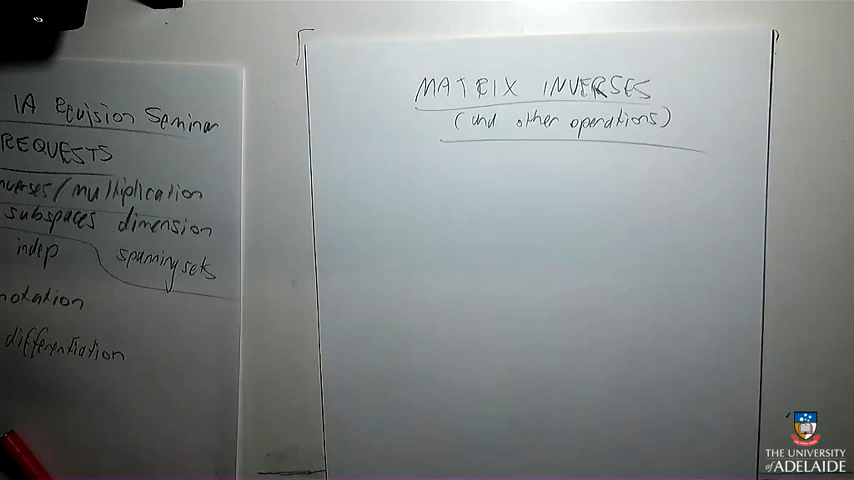 IA Revision Seminar
REQUESTS
nverses/multiplication
subspaces dimension
indep spanning sets
notation
differentiation
MATRIX INVERSES
(and other operations)
THE UNIVERSITY
of ADELAIDE